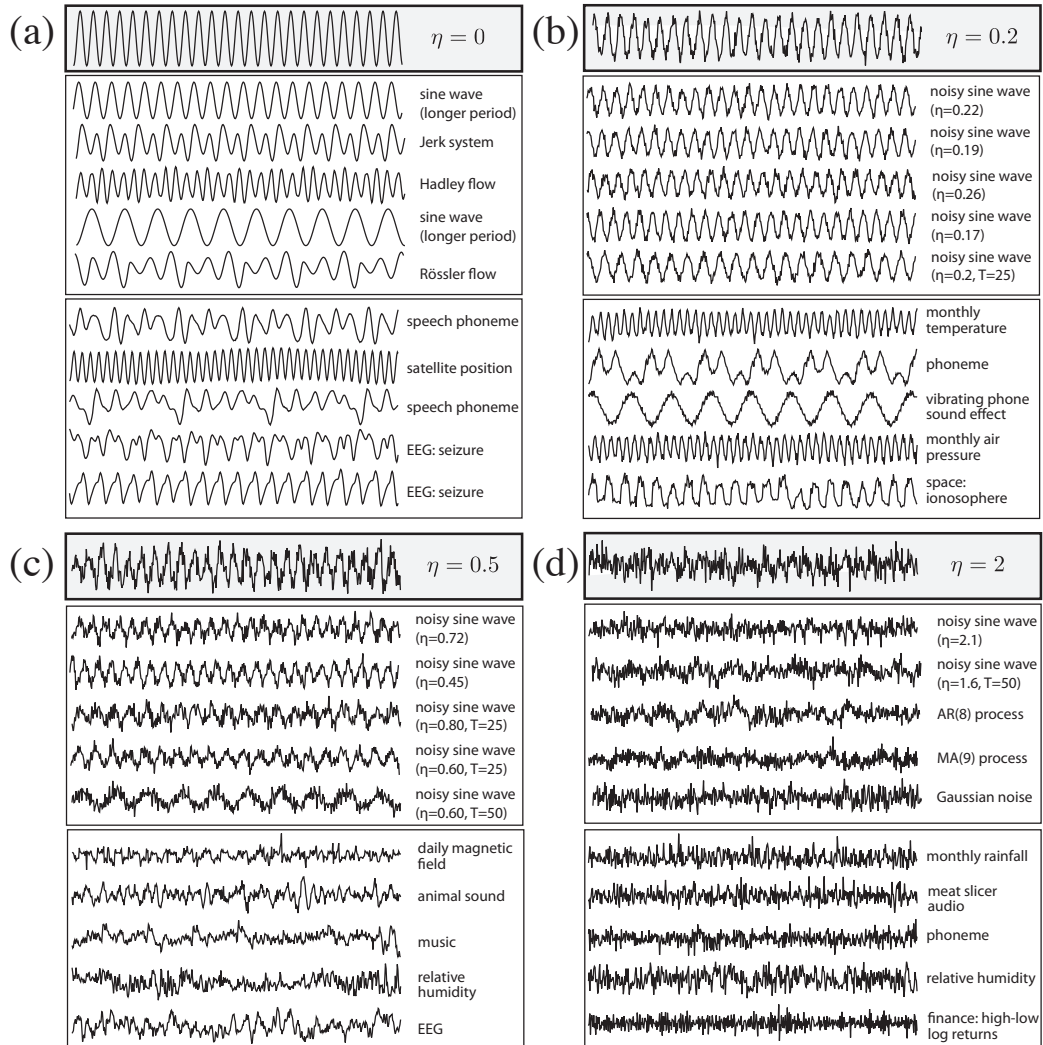 (a)
η = 0
sine wave
(longer period)
Jerk system
Hadley flow
sine wave
(longer period)
Rössler flow
speech phoneme
satellite position
speech phoneme
EEG: seizure
EEG: seizure
(b)
η = 0.2
noisy sine wave
(η=0.22)
noisy sine wave
(η=0.19)
noisy sine wave
(η=0.26)
noisy sine wave
(η=0.17)
noisy sine wave
(η=0.2, T=25)
monthly
temperature
phoneme
vibrating phone
sound effect
monthly air
pressure
space:
ionosophere
(c)
η = 0.5
noisy sine wave
(η=0.72)
noisy sine wave
(η=0.45)
noisy sine wave
(η=0.80, T=25)
noisy sine wave
(η=0.60, T=25)
noisy sine wave
(η=0.60, T=50)
daily magnetic
field
animal sound
music
relative
humidity
EEG
(d)
η = 2
noisy sine wave
(η=2.1)
noisy sine wave
(η=1.6, T=50)
AR(8) process
MA(9) process
Gaussian noise
monthly rainfall
meat slicer
audio
phoneme
relative humidity
finance: high-low
log returns